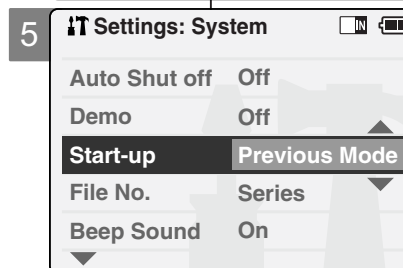 5
Settings: System IN
Auto Shut off Off
Demo Off
Start-up Previous Mode
File No. Series
Beep Sound On